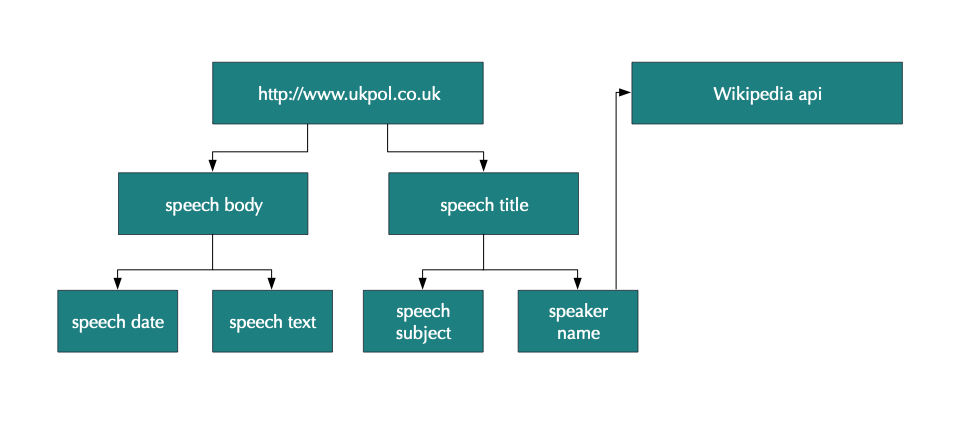 http://www.ukpol.co.uk
Wikipedia api
speech body
speech title
speech date
speech text
speech
subject
speaker
name